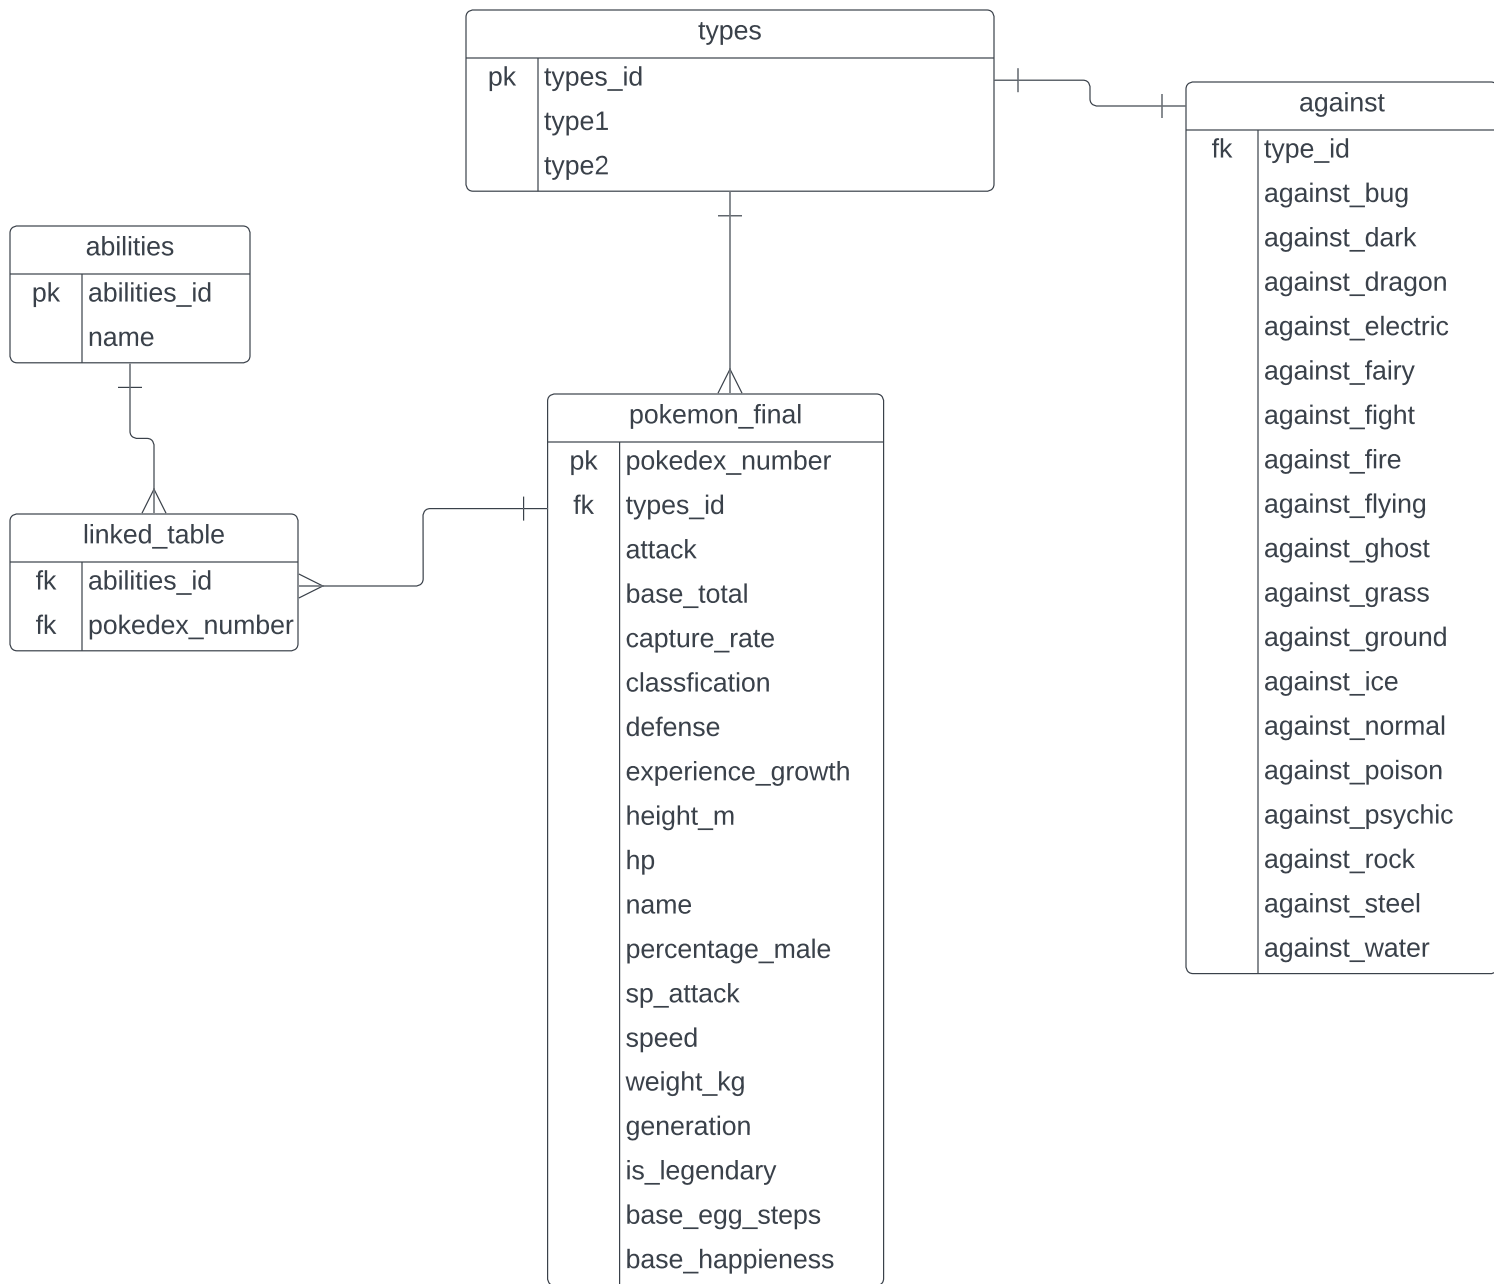 types
pk types_id
type1
type2
against
fk type_id
against_bug
against_dark
against_dragon
against_electric
against_fairy
against_fight
against_fire
against_flying
against_ghost
against_grass
against_ground
against_ice
against_normal
against_poison
against_psychic
against_rock
against_steel
against_water
abilities
pk abilities_id
name
linked_table
fk abilities_id
fk pokedex_number
pokemon_final
pk pokedex_number
fk types_id
attack
base_total
capture_rate
classfication
defense
experience_growth
height_m
hp
name
percentage_male
sp_attack
speed
weight_kg
generation
is_legendary
base_egg_steps
base_happieness